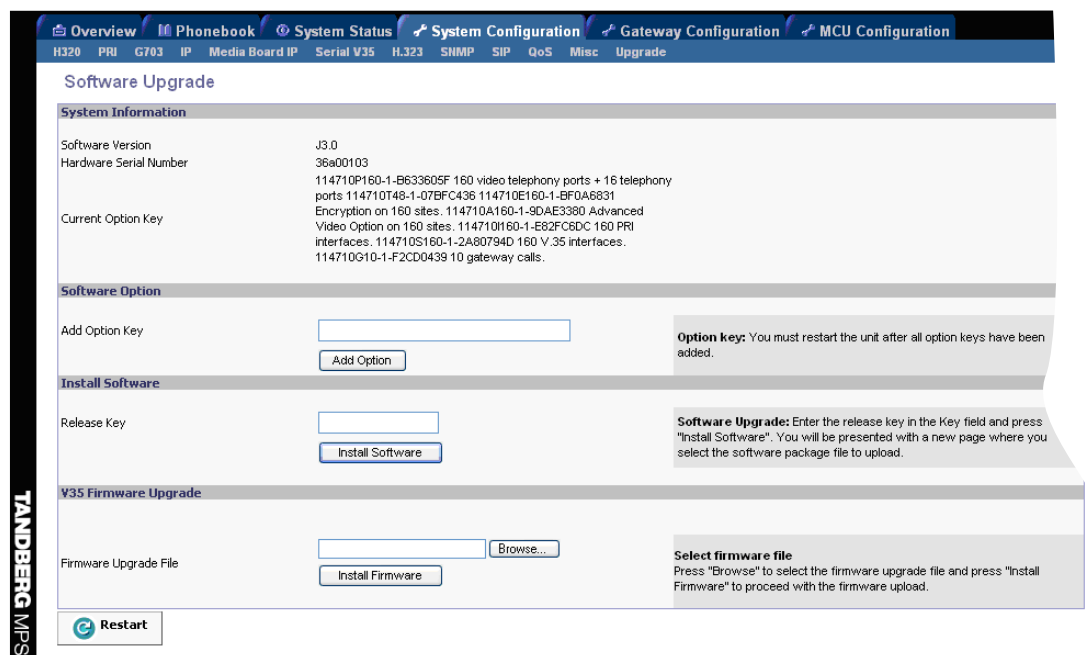 Overview Phonebook System Status System Configuration Gateway Configuration MCU Configuration
H320 PRI G703 IP Media Board IP Serial V35 H.323 SNMP SIP QoS Misc Upgrade
Software Upgrade
System Information
Software Version J3.0
Hardware Serial Number 36a00103
Current Option Key
114710P160-1-B633605F 160 video telephony ports + 16 telephony
ports 114710T48-1-07BFC436 114710E160-1-BF0A6831
Encryption on 160 sites. 114710A160-1-9DAE3380 Advanced
Video Option on 160 sites. 114710I160-1-E82FC6DC 160 PRI
interfaces. 114710S160-1-2A80794D 160 V.35 interfaces.
114710G10-1-F2CD0439 10 gateway calls.
Software Option
Add Option Key
Add Option
Option key: You must restart the unit after all option keys have been
added.
Install Software
Release Key
Install Software
Software Upgrade: Enter the release key in the Key field and press
"Install Software". You will be presented with a new page where you
select the software package file to upload.
V35 Firmware Upgrade
Firmware Upgrade File
Browse...
Install Firmware
Select firmware file
Press "Browse" to select the firmware upgrade file and press "Install
Firmware" to proceed with the firmware upload.
Restart
TANDBERG MPS